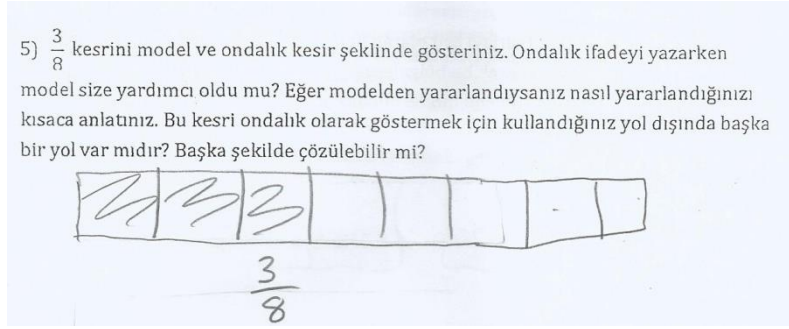 5) 3/8 kesrini model ve ondalık kesir şeklinde gösteriniz. Ondalık ifadeyi yazarken
model size yardımcı oldu mu? Eğer modelden yararlandıysanız nasıl yararlandığınızı
kısaca anlatınız. Bu kesri ondalık olarak göstermek için kullandığınız yol dışında başka
bir yol var mıdır? Başka şekilde çözülebilir mi?
3/8